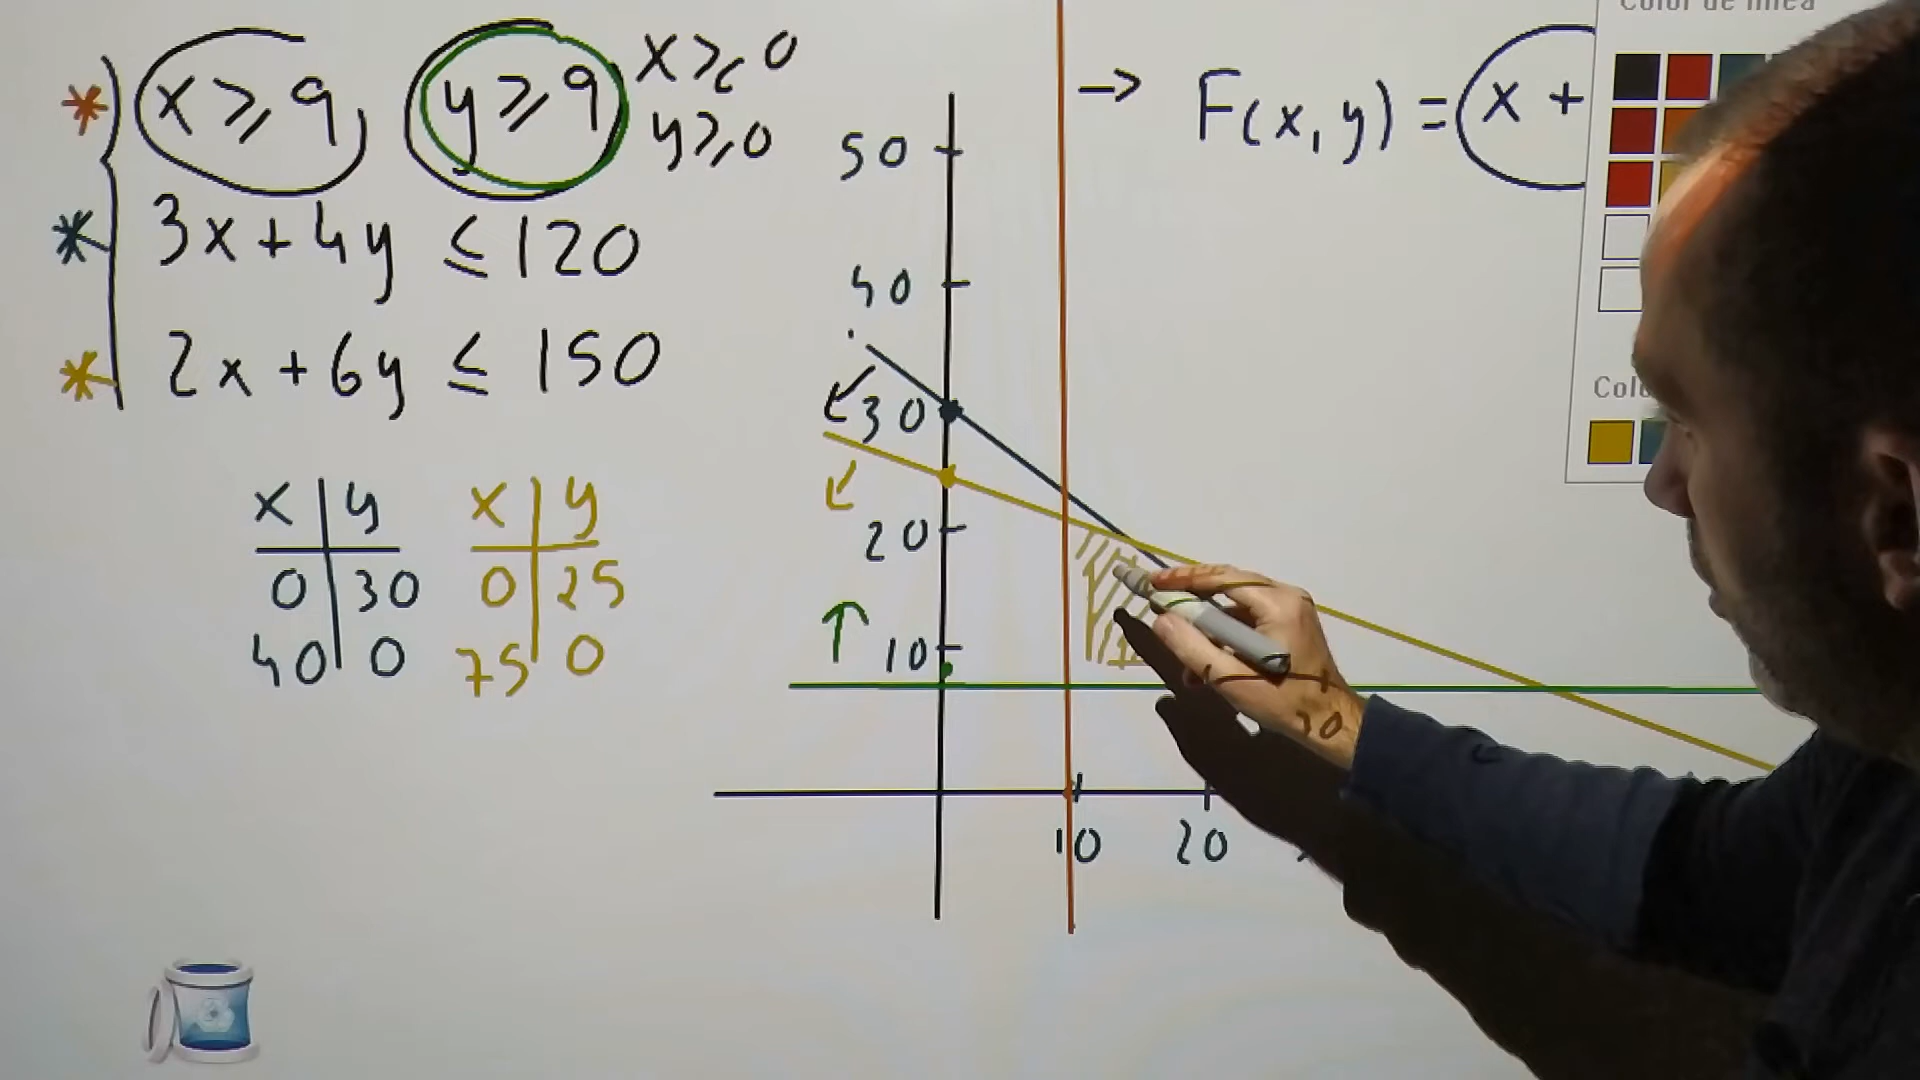 x ≥ 9, y ≥ 9 x ≥ 0
y ≥ 0
3x + 4y ≤ 120
2x + 6y ≤ 150
x | y
0 | 30
40 | 0
x | y
0 | 25
75 | 0
→ F(x, y) = x +
50
40
30
20
10
10 20
30
Color de línea